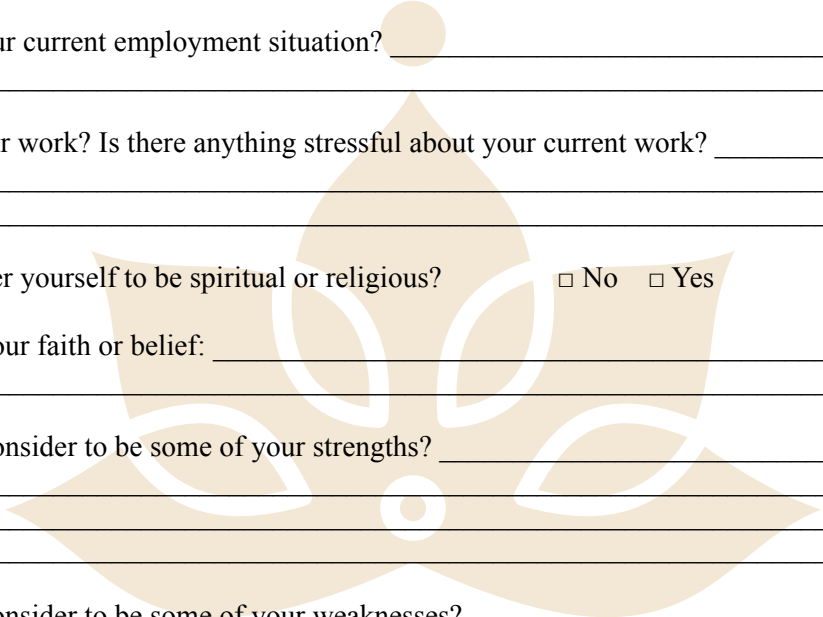 ur current employment situation?
r work? Is there anything stressful about your current work?
er yourself to be spiritual or religious? □ No □ Yes
our faith or belief:
onsider to be some of your strengths?
onsider to be some of your weaknesses?